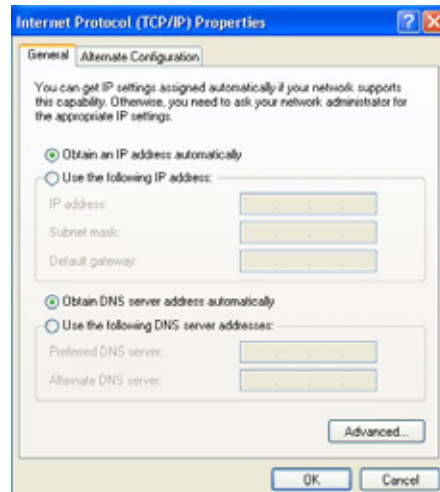 Internet Protocol (TCP/IP) Properties
General
Alternate Configuration
You can get IP settings assigned automatically if your network supports
this capability. Otherwise, you need to ask your network administrator for
the appropriate IP settings.
Obtain an IP address automatically
Use the following IP address:
IP address:
Subnet mask:
Default gateway:
Obtain DNS server address automatically
Use the following DNS server addresses:
Preferred DNS server:
Alternate DNS server:
Advanced...
OK
Cancel